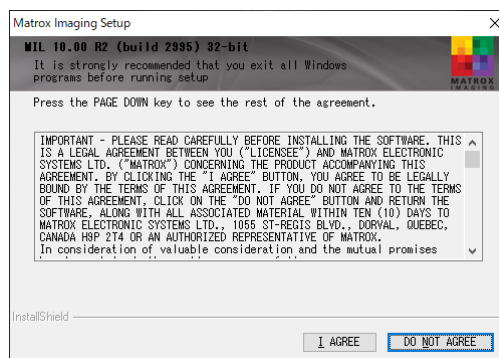 Matrox Imaging Setup
MIL 10.00 R2 (build 2995) 32-bit
It is strongly recommended that you exit all Windows
programs before running setup
MATROX
IMAGING
Press the PAGE DOWN key to see the rest of the agreement.
IMPORTANT - PLEASE READ CAREFULLY BEFORE INSTALLING THE SOFTWARE. THIS
IS A LEGAL AGREEMENT BETWEEN YOU ("LICENSEE") AND MATROX ELECTRONIC
SYSTEMS LTD. ("MATROX") CONCERNING THE PRODUCT ACCOMPANYING THIS
AGREEMENT. BY CLICKING THE "I AGREE" BUTTON, YOU AGREE TO BE LEGALLY
BOUND BY THE TERMS OF THIS AGREEMENT. IF YOU DO NOT AGREE TO THE TERMS
OF THIS AGREEMENT, CLICK ON THE "DO NOT AGREE" BUTTON AND RETURN THE
SOFTWARE, ALONG WITH ALL ASSOCIATED MATERIAL WITHIN TEN (10) DAYS TO
MATROX ELECTRONIC SYSTEMS LTD., 1055 ST-REGIS BLVD., DORVAL, QUEBEC,
CANADA H9P 2T4 OR AN AUTHORIZED REPRESENTATIVE OF MATROX.
In consideration of valuable consideration and the mutual promises
InstallShield
I AGREE
DO NOT AGREE